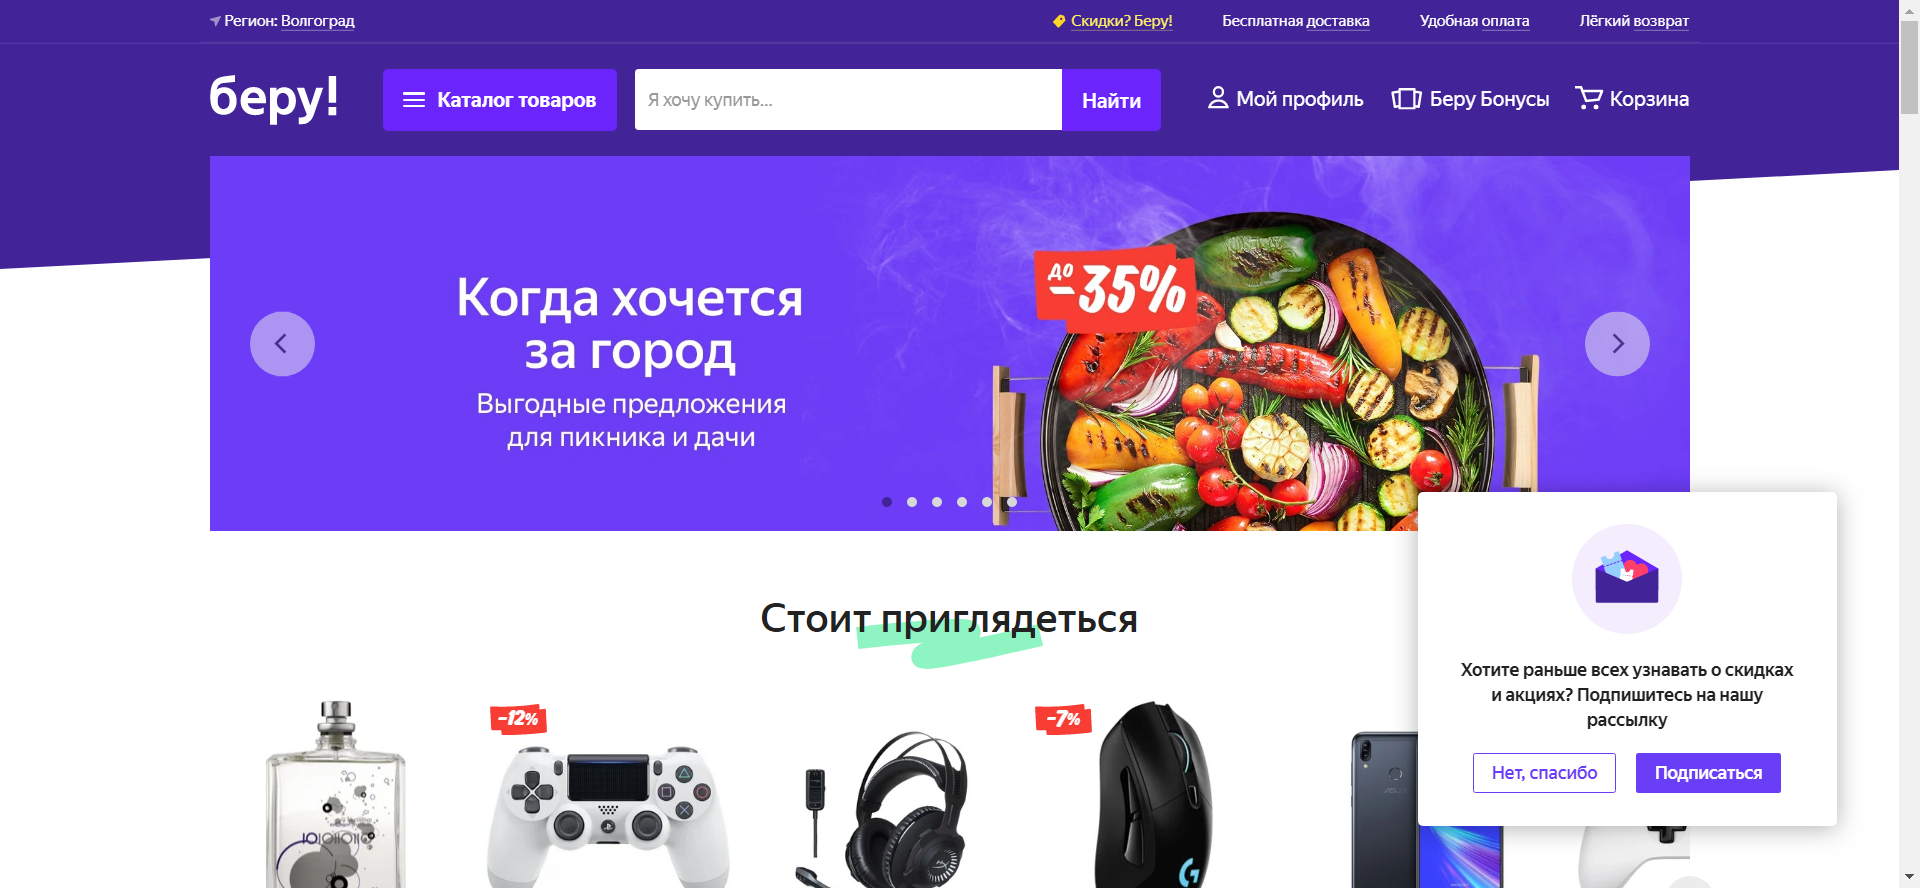 Регион: Волгоград
Скидки? Беру!
Бесплатная доставка
Удобная оплата
Лёгкий возврат
беру!
Каталог товаров
Я хочу купить...
Найти
Мой профиль
Беру Бонусы
Корзина
Когда хочется
за город
Выгодные предложения
для пикника и дачи
до
−35%
Стоит приглядеться
−12%
−7%
ASUS
Хотите раньше всех узнавать о скидках
и акциях? Подпишитесь на нашу
рассылку
Нет, спасибо
Подписаться